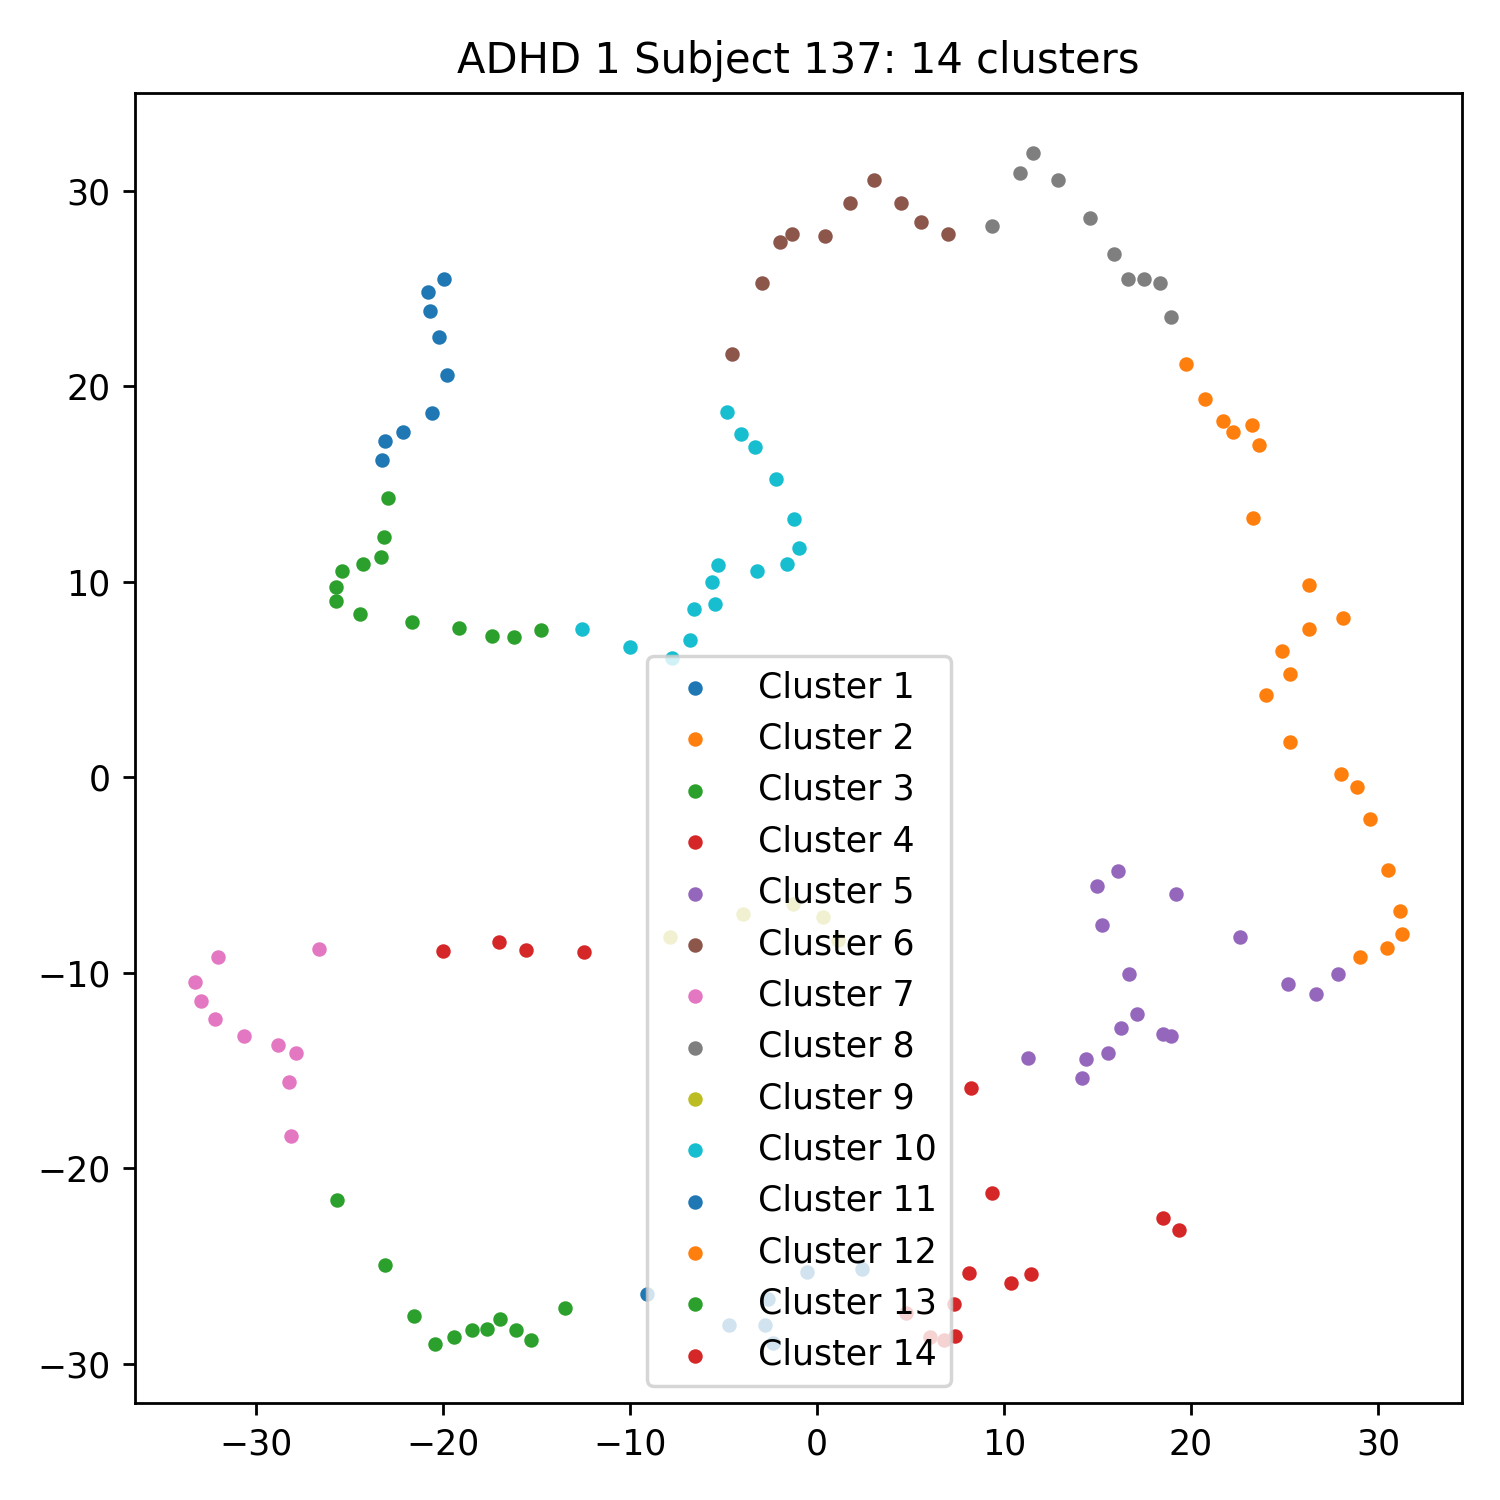 ADHD 1 Subject 137: 14 clusters
30
20
10
0
−10
−20
−30
Cluster 1
Cluster 2
Cluster 3
Cluster 4
Cluster 5
Cluster 6
Cluster 7
Cluster 8
Cluster 9
Cluster 10
Cluster 11
Cluster 12
Cluster 13
Cluster 14
−30 −20 −10 0 10 20 30